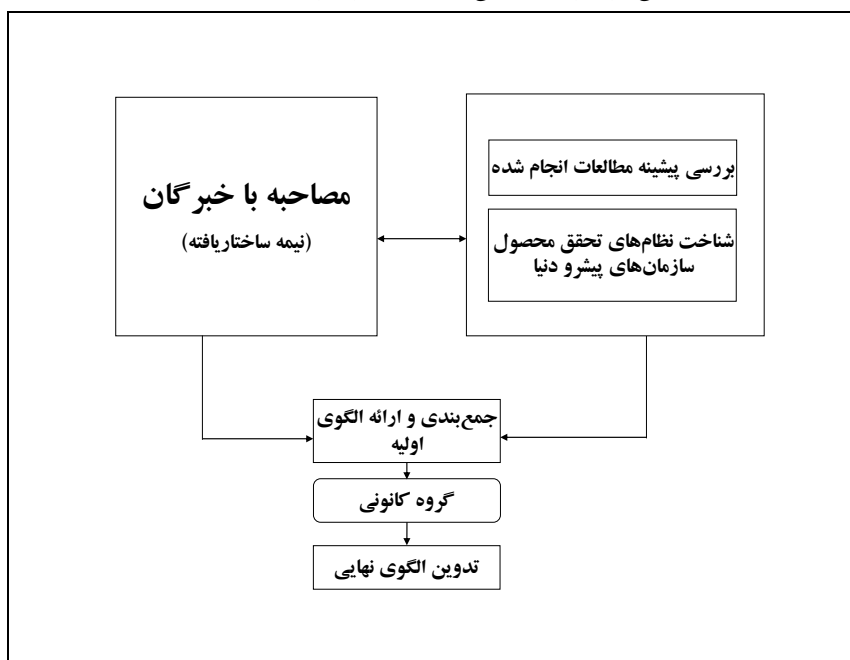 بررسی پیشینه مطالعات انجام شده
شناخت نظام‌های تحقق محصول
سازمان‌های پیشرو دنیا
مصاحبه با خبرگان
(نیمه ساختاریافته)
جمع‌بندی و ارائه الگوی
اولیه
گروه کانونی
تدوین الگوی نهایی